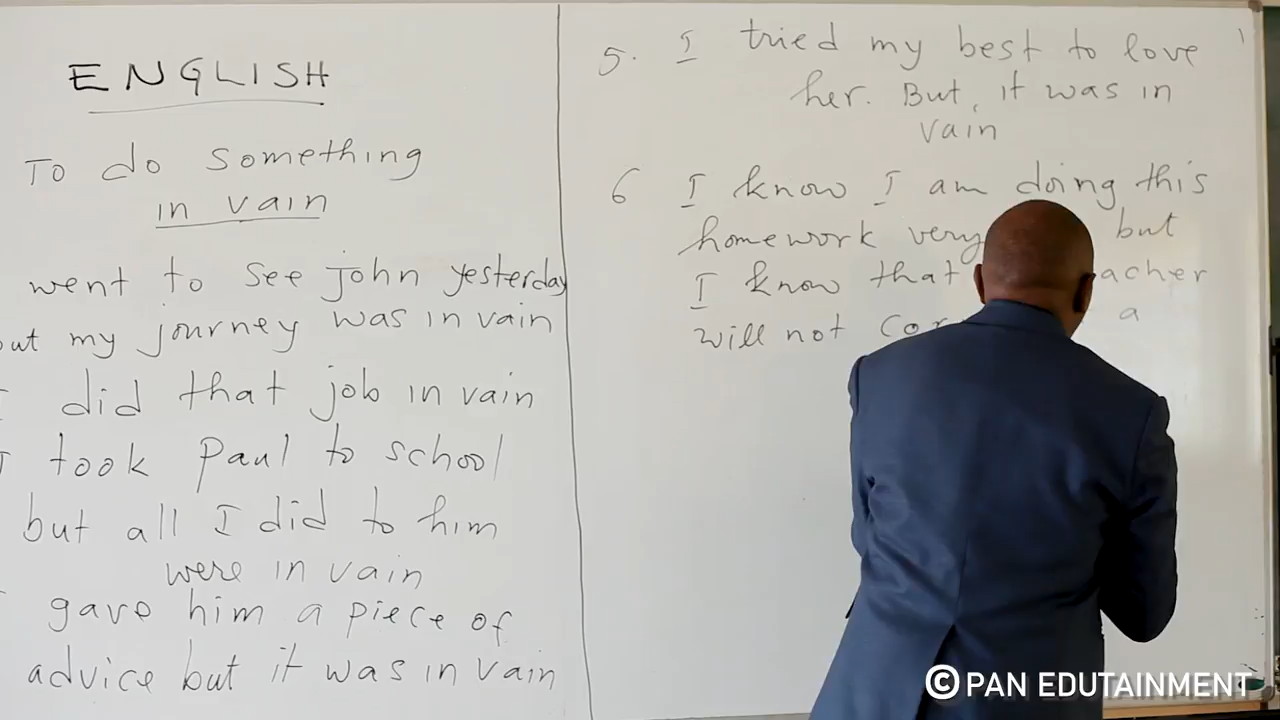 ENGLISH
To do something
in vain
went to see john yesterday
but my journey was in vain
I did that job in vain
I took Paul to school
but all I did to him
were in vain
I gave him a piece of
advice but it was in vain
5. I tried my best to love
her. But, it was in
vain
6 I know I am doing this
homework very but
I know that
will not a
©PAN EDUTAINMENT